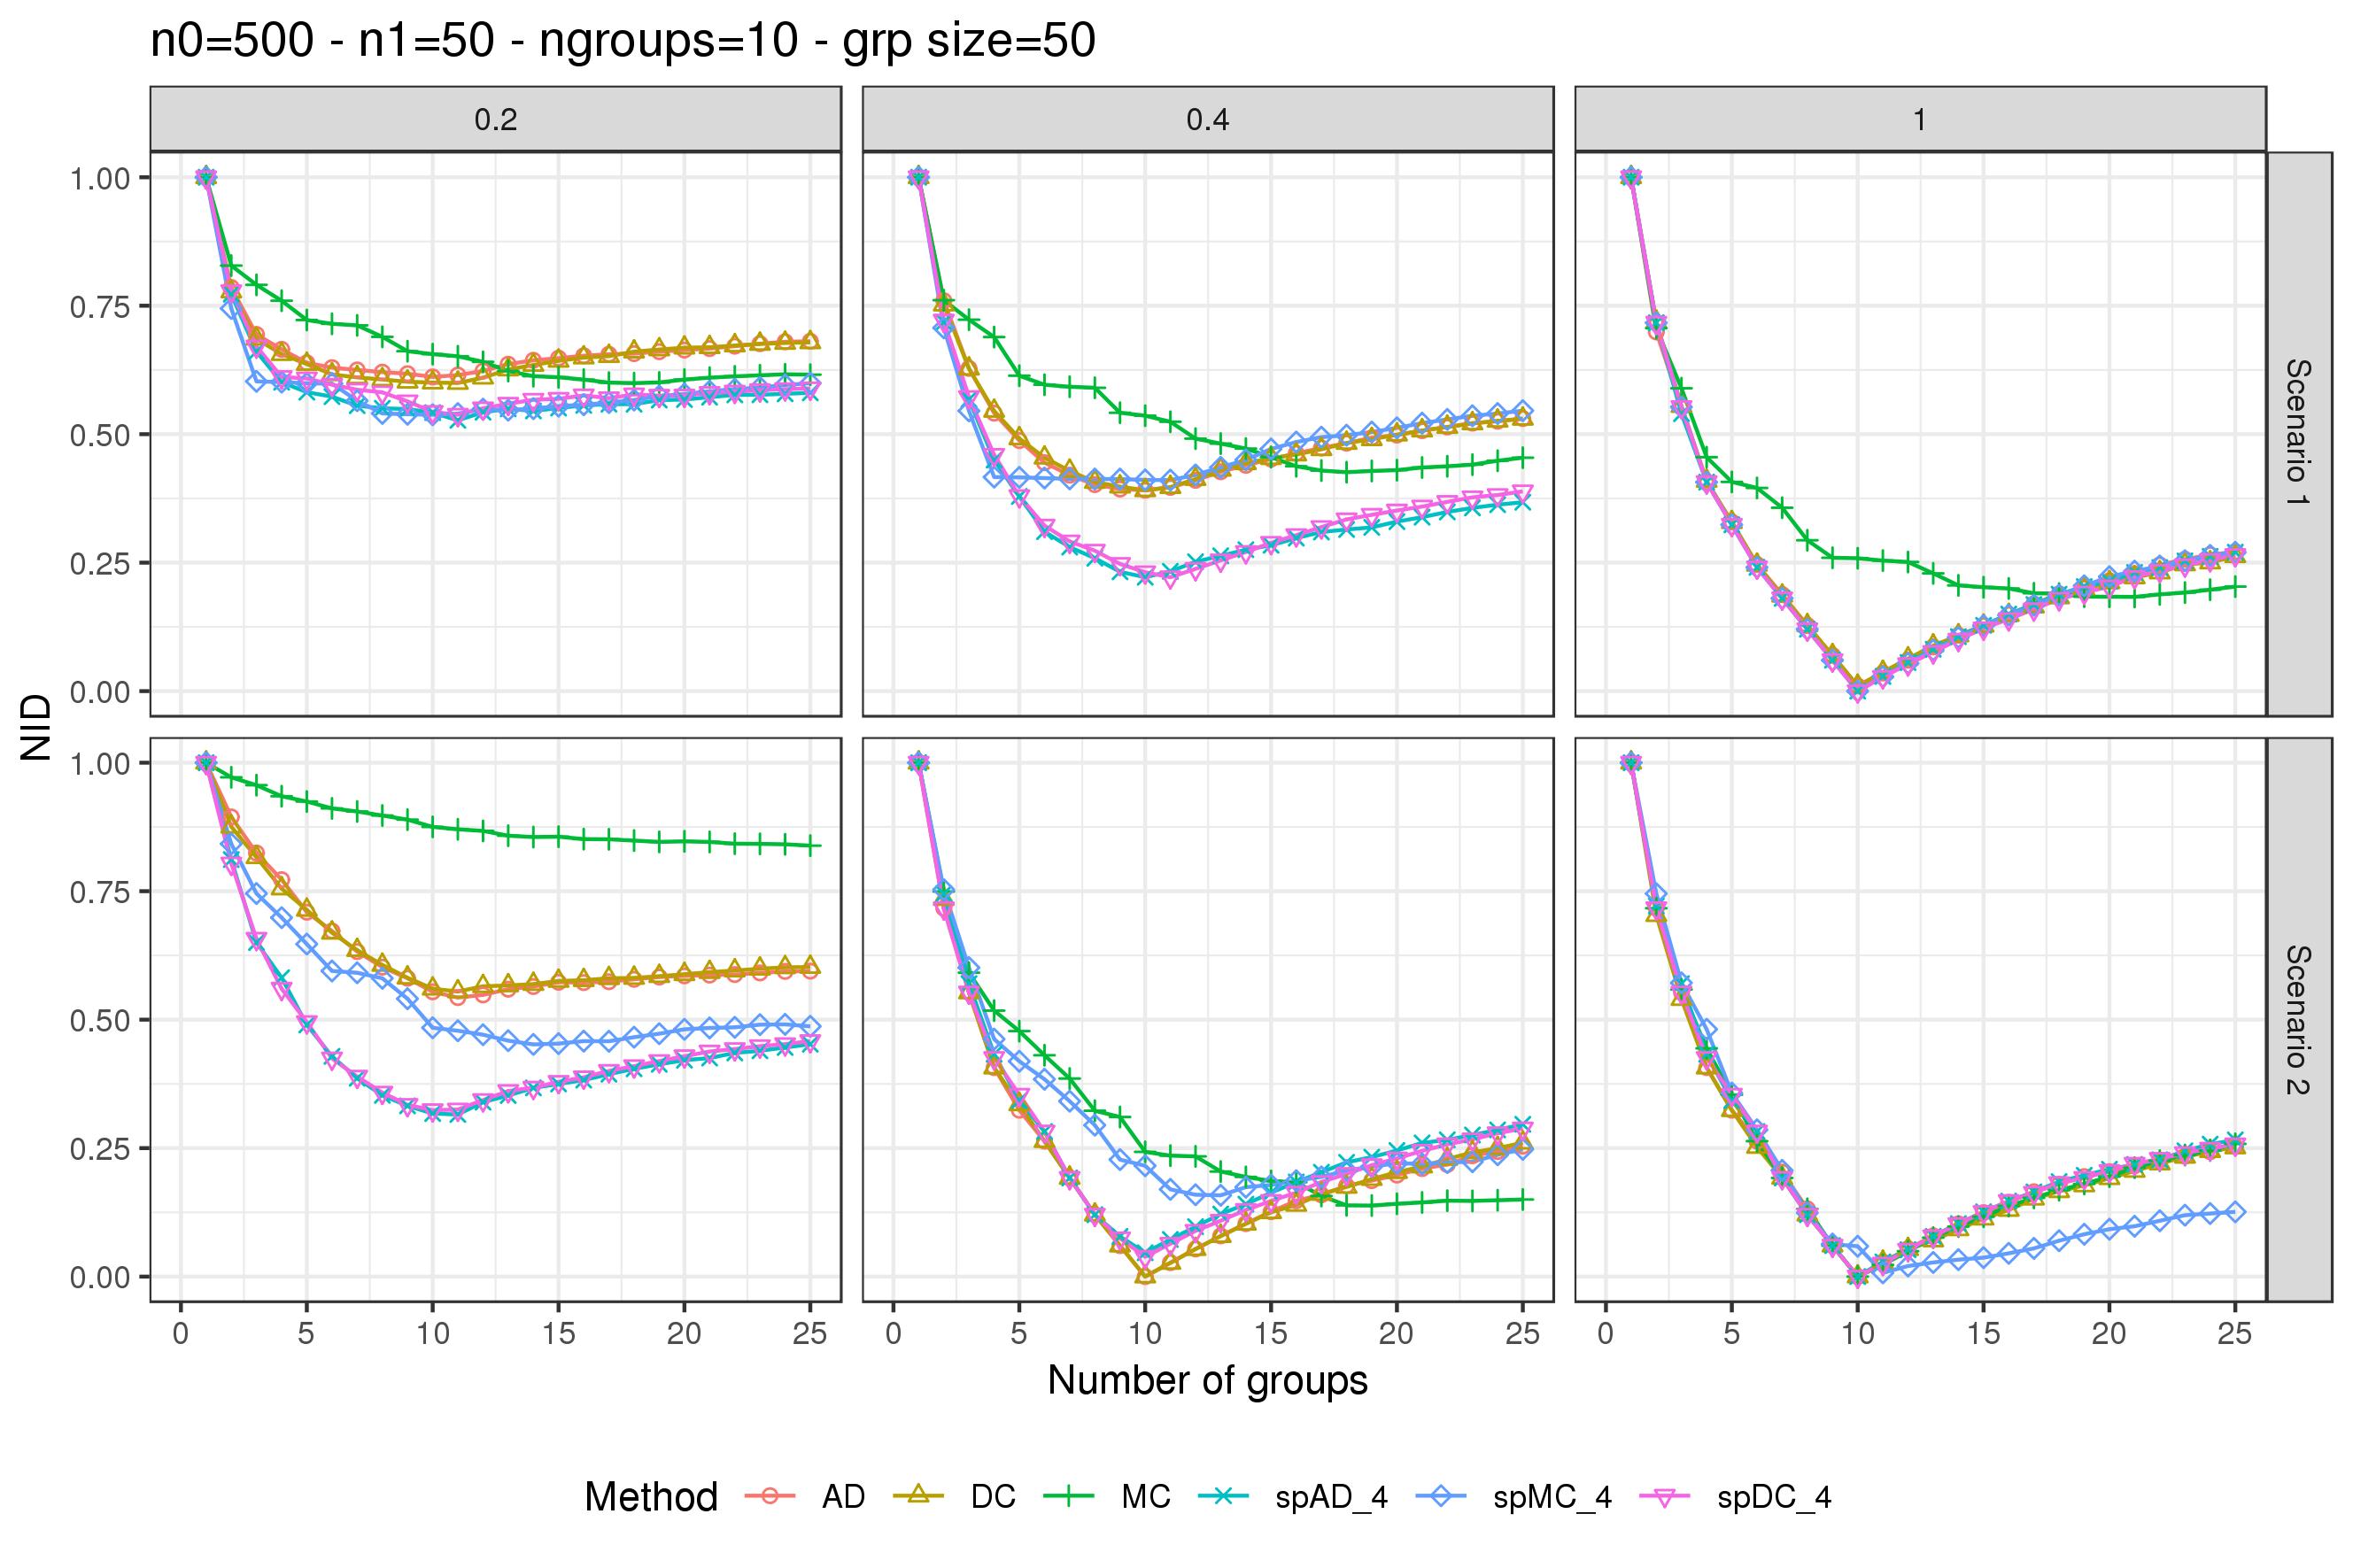 n0=500 - n1=50 - ngroups=10 - grp size=50
0.2
0.4
1
Scenario 1
1.00
0.75
0.50
0.25
0.00
NID
Scenario 2
1.00
0.75
0.50
0.25
0.00
0 5 10 15 20 25
0 5 10 15 20 25
0 5 10 15 20 25
Number of groups
Method AD DC MC spAD_4 spMC_4 spDC_4